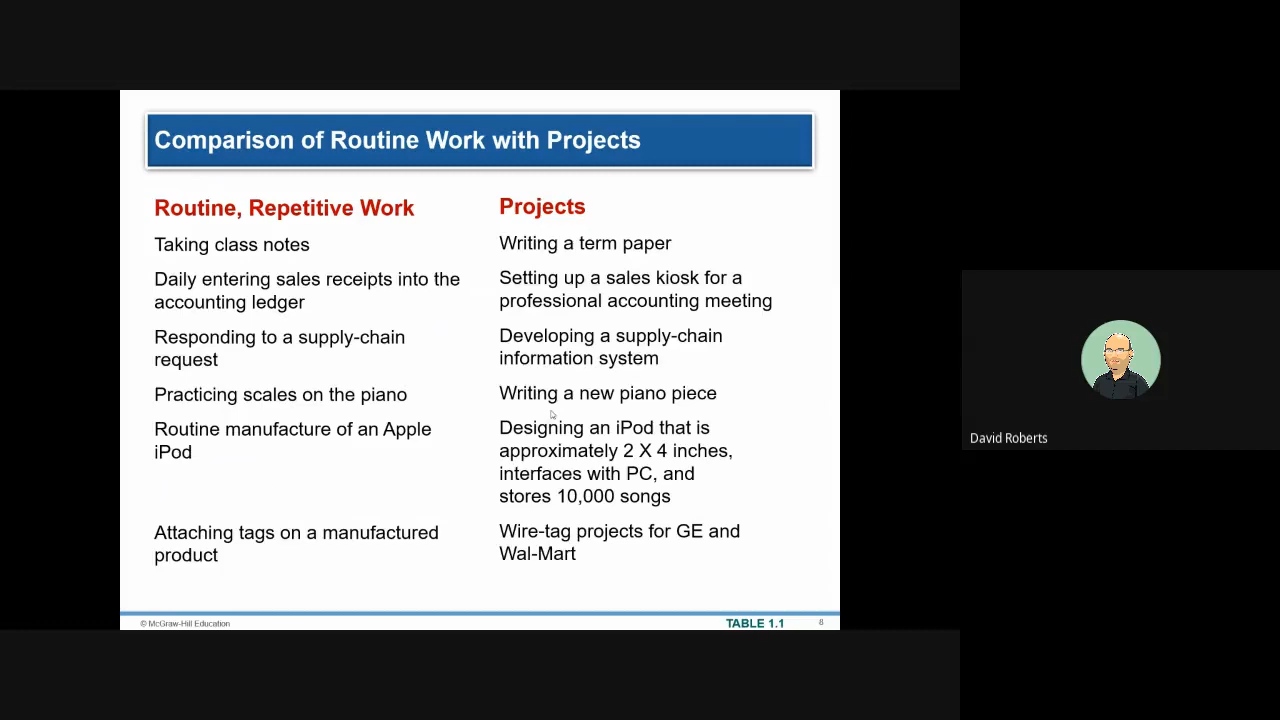 Comparison of Routine Work with Projects
Routine, Repetitive Work
Projects
Taking class notes
Writing a term paper
Daily entering sales receipts into the
accounting ledger
Setting up a sales kiosk for a
professional accounting meeting
Responding to a supply-chain
request
Developing a supply-chain
information system
Practicing scales on the piano
Writing a new piano piece
Routine manufacture of an Apple
iPod
Designing an iPod that is
approximately 2 X 4 inches,
interfaces with PC, and
stores 10,000 songs
Attaching tags on a manufactured
product
Wire-tag projects for GE and
Wal-Mart
© McGraw-Hill Education
TABLE 1.1
8
David Roberts